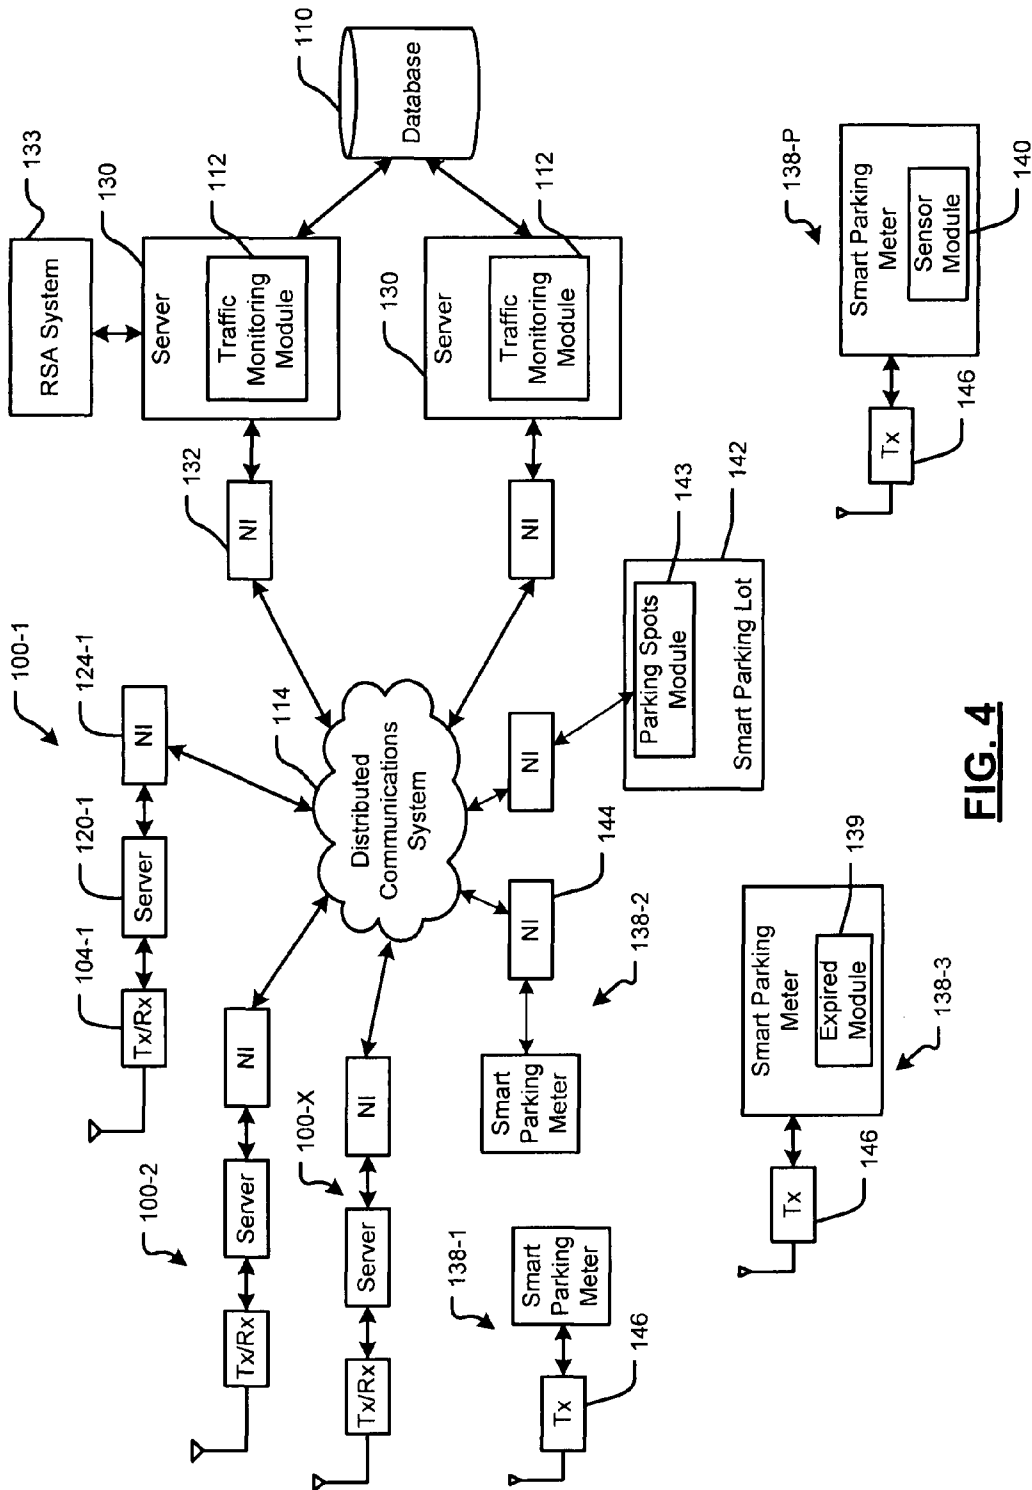 100-1
104-1
120-1
124-1
Tx/Rx
Server
NI
100-2
Tx/Rx
Server
NI
100-X
Tx/Rx
Server
NI
114
Distributed
Communications
System
132
NI
133
RSA System
130
Server
112
Traffic
Monitoring
Module
110
Database
NI
130
Server
112
Traffic
Monitoring
Module
138-1
Tx
146
Smart
Parking
Meter
138-2
Smart
Parking
Meter
NI
144
NI
143
Parking Spots
Module
142
Smart Parking Lot
Tx
146
Smart Parking
Meter
Expired
Module
139
138-3
138-P
Tx
146
Smart Parking
Meter
Sensor
Module
140
FIG. 4